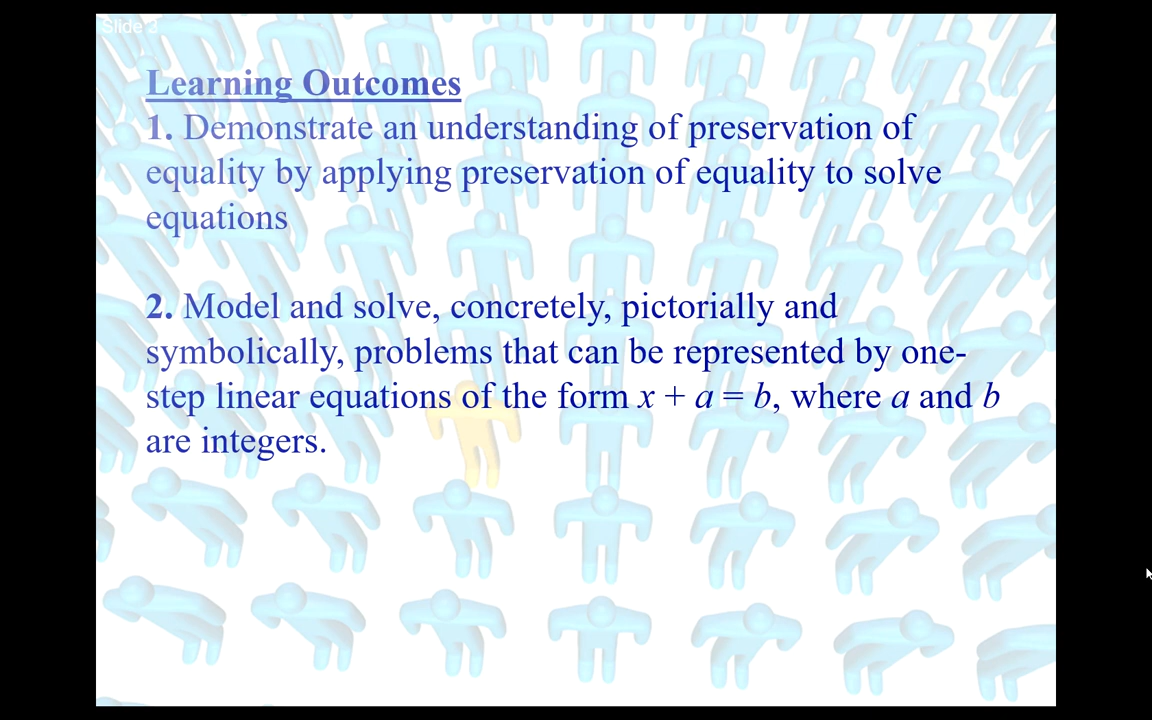 Slide 3
Learning Outcomes
1. Demonstrate an understanding of preservation of
equality by applying preservation of equality to solve
equations
2. Model and solve, concretely, pictorially and
symbolically, problems that can be represented by one-
step linear equations of the form x + a = b, where a and b
are integers.